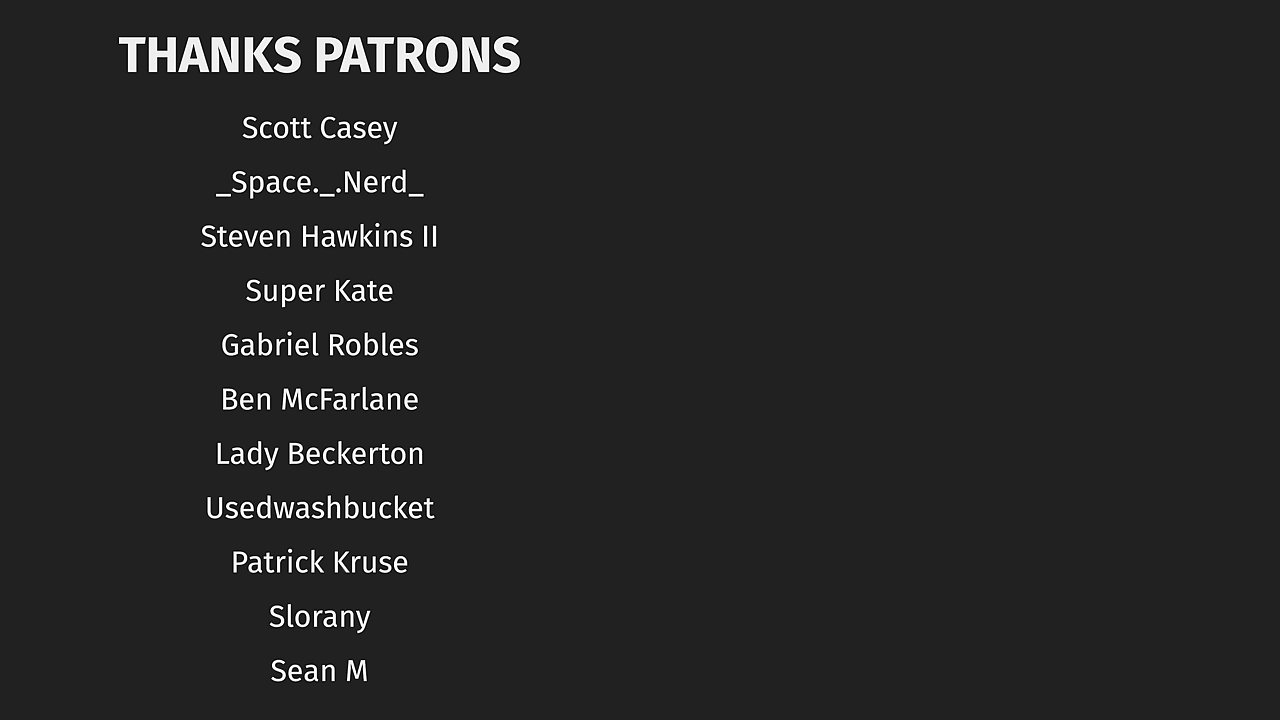 THANKS PATRONS
Scott Casey
_Space._.Nerd_
Steven Hawkins II
Super Kate
Gabriel Robles
Ben McFarlane
Lady Beckerton
Usedwashbucket
Patrick Kruse
Slorany
Sean M